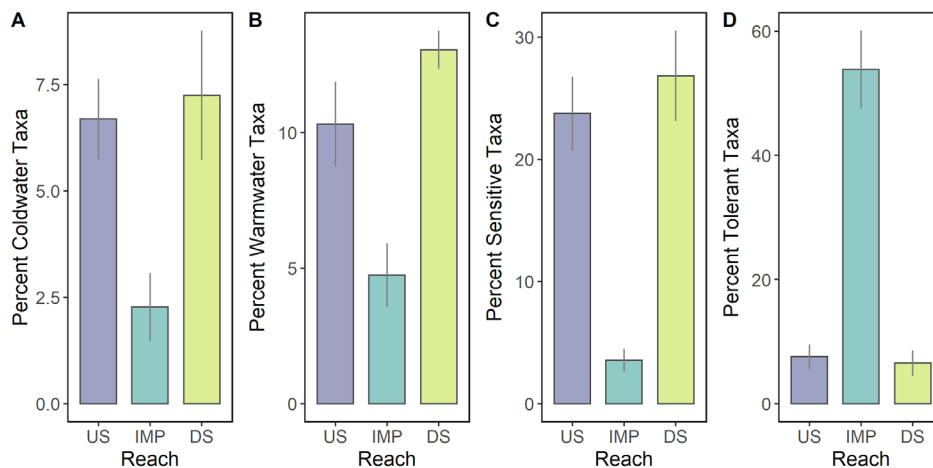 A
Percent Coldwater Taxa
7.5
5.0
2.5
0.0
US IMP DS
Reach
B
Percent Warmwater Taxa
10
5
0
US IMP DS
Reach
C
Percent Sensitive Taxa
30
20
10
0
US IMP DS
Reach
D
Percent Tolerant Taxa
60
40
20
0
US IMP DS
Reach